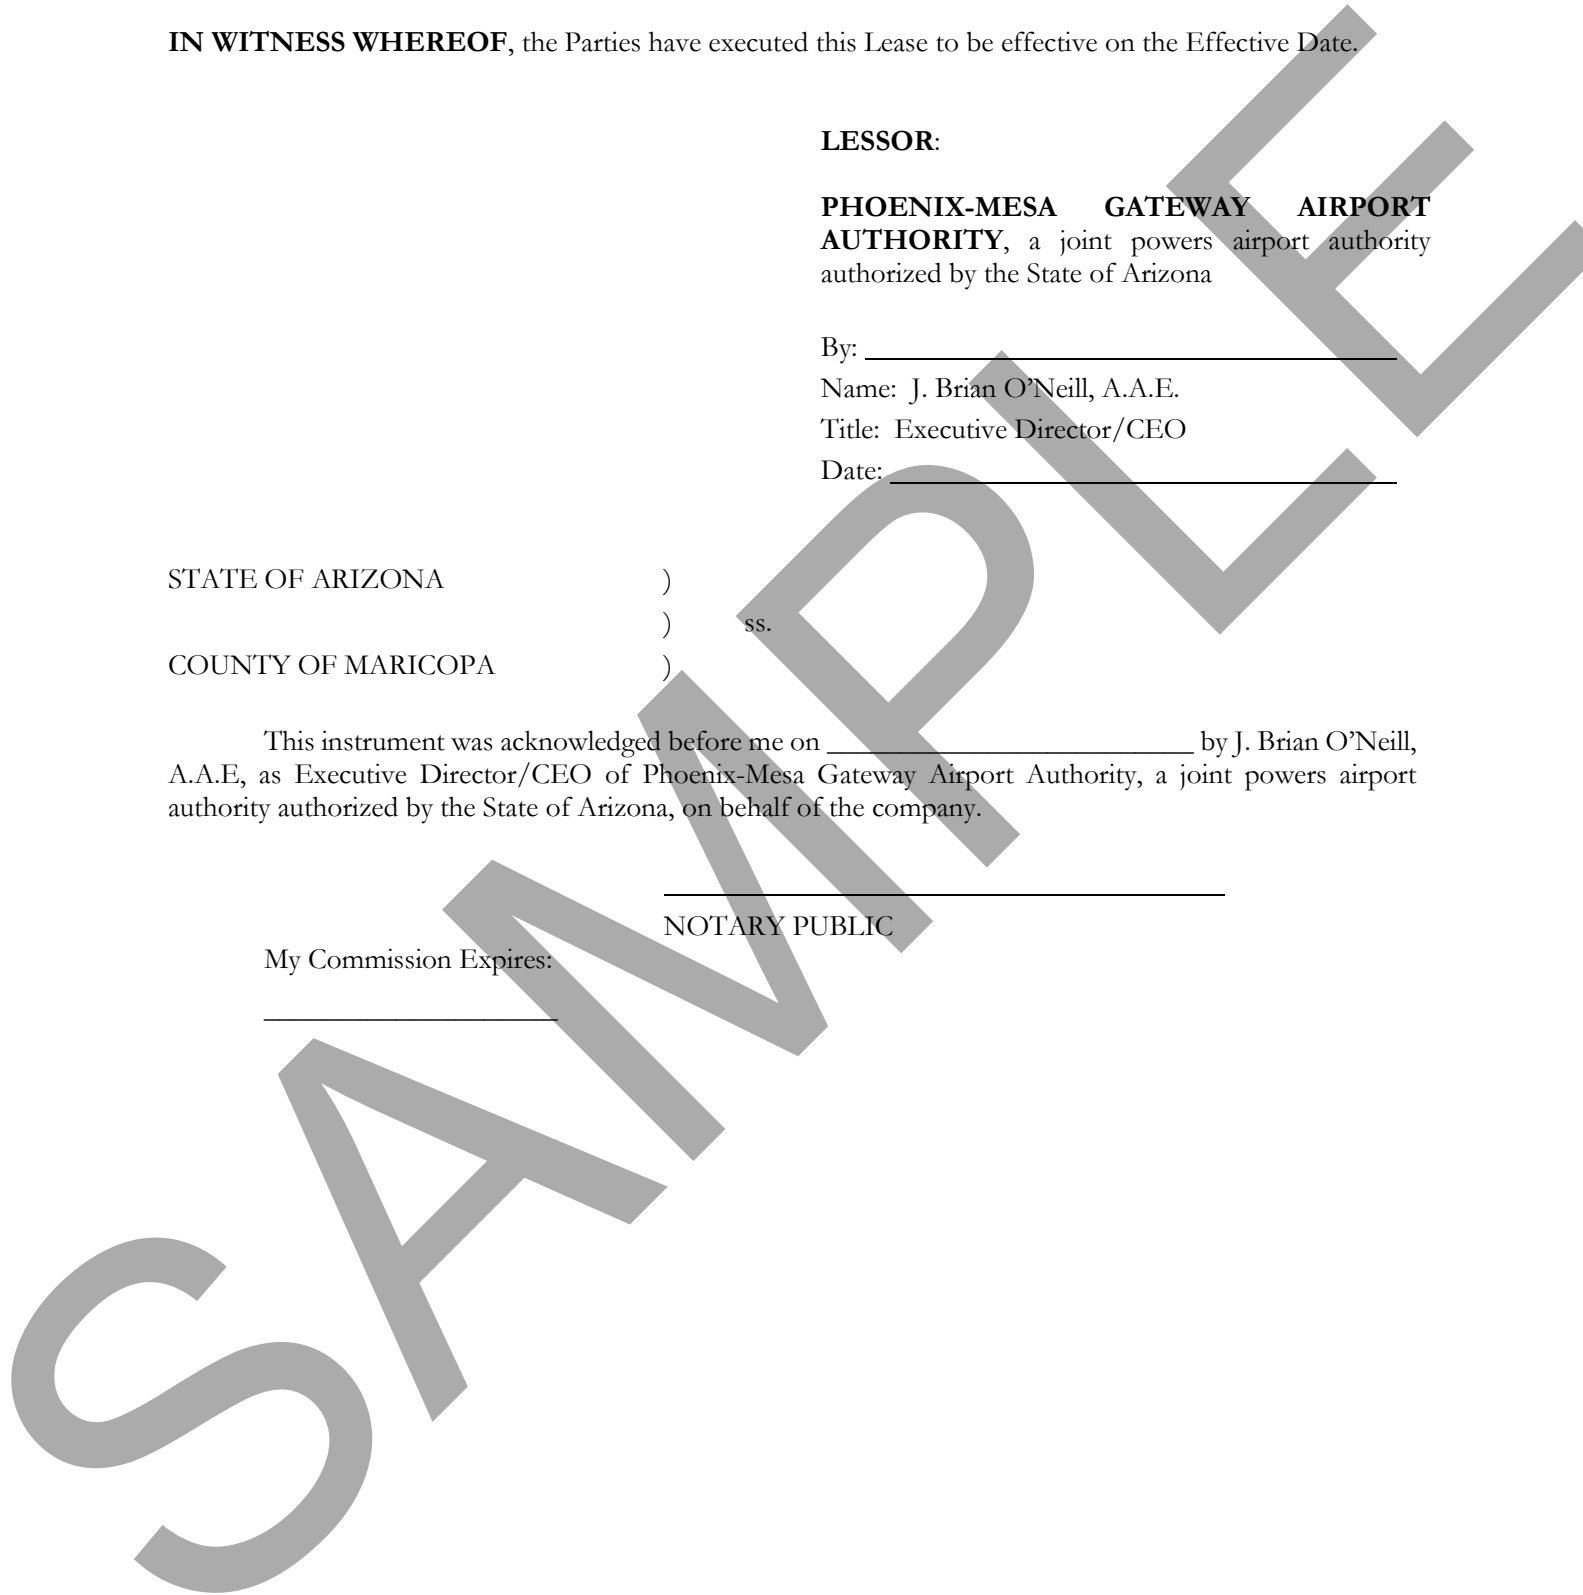 IN WITNESS WHEREOF, the Parties have executed this Lease to be effective on the Effective Date.
LESSOR:
PHOENIX-MESA GATEWAY AIRPORT
AUTHORITY, a joint powers airport authority
authorized by the State of Arizona
By: ____________________
Name: J. Brian O’Neill, A.A.E.
Title: Executive Director/CEO
Date: ____________________
STATE OF ARIZONA )
) ss.
COUNTY OF MARICOPA )
This instrument was acknowledged before me on ____________________ by J. Brian O’Neill,
A.A.E, as Executive Director/CEO of Phoenix-Mesa Gateway Airport Authority, a joint powers airport
authority authorized by the State of Arizona, on behalf of the company.
NOTARY PUBLIC
My Commission Expires:
____________________
SAMPLE